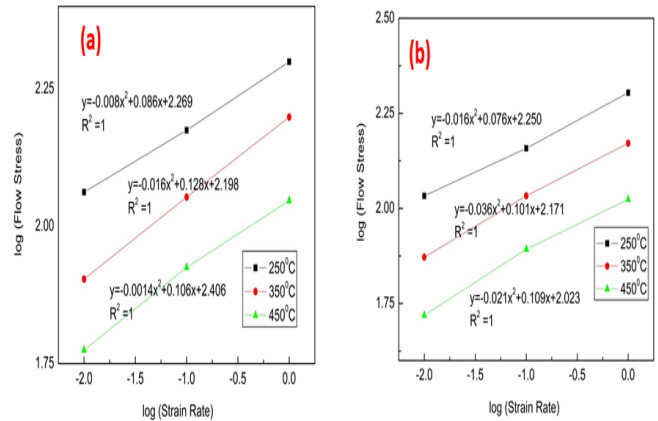 (a)
2.25
2.00
1.75
log (Flow Stress)
y=-0.008x²+0.086x+2.269
R²=1
y=-0.016x²+0.128x+2.198
R²=1
y=-0.0014x²+0.106x+2.406
R²=1
250⁰C
350⁰C
450⁰C
-2.0 -1.5 -1.0 -0.5 0.0
log (Strain Rate)
(b)
2.50
2.25
2.00
1.75
log (Flow Stress)
y=-0.016x²+0.076x+2.250
R²=1
y=-0.036x²+0.101x+2.171
R²=1
y=-0.021x²+0.109x+2.023
R²=1
250⁰C
350⁰C
450⁰C
-2.0 -1.5 -1.0 -0.5 0.0
log (Strain Rate)